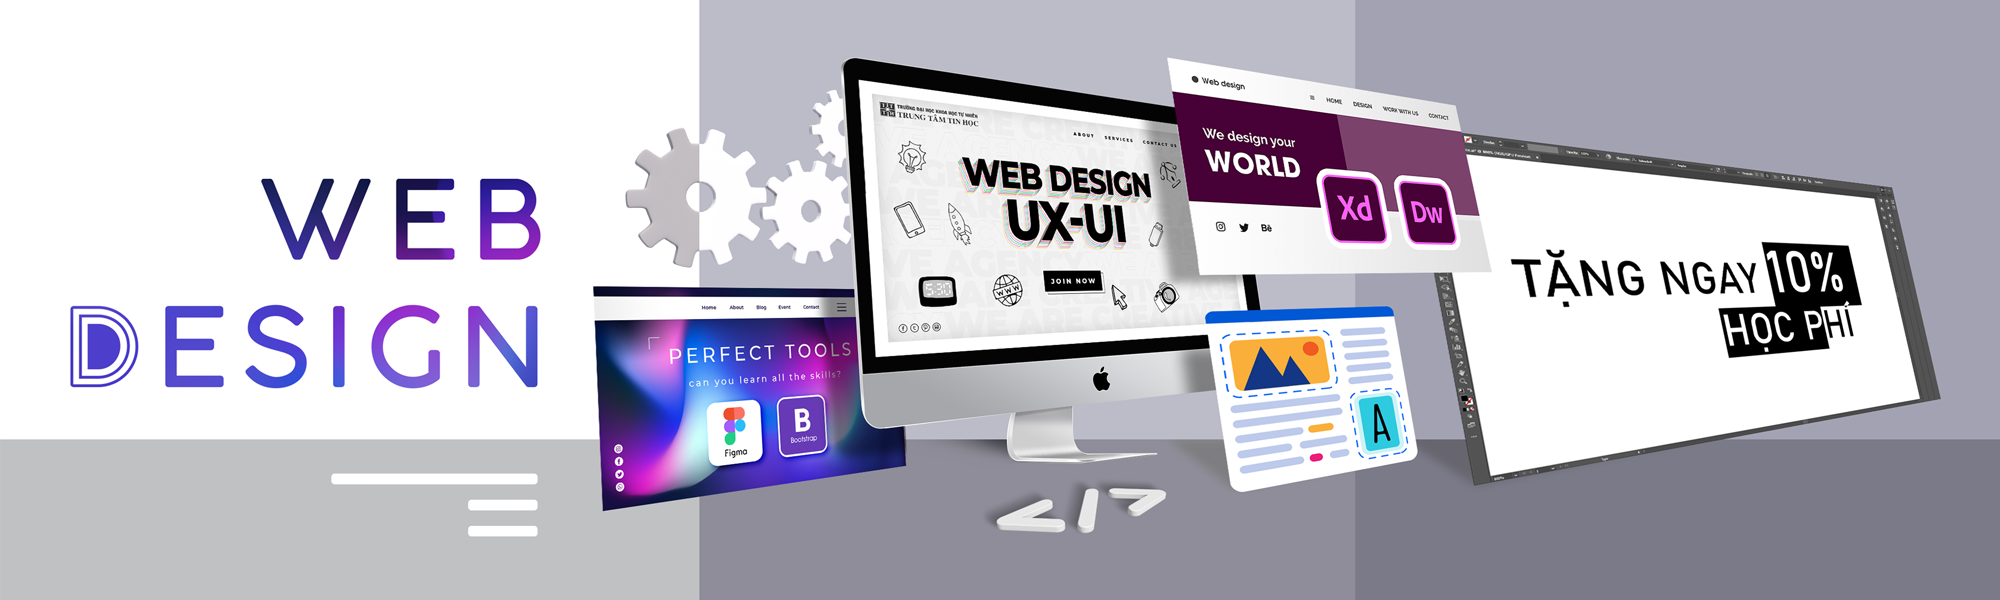 WEB
DESIGN
Home About Blog Event Contact
PERFECT TOOLS
can you learn all the skills?
Figma
B
Bootstrap
TRƯỜNG ĐẠI HỌC KHOA HỌC TỰ NHIÊN
TRUNG TÂM TIN HỌC
ABOUT SERVICES CONTACT US
WEB DESIGN
UX-UI
5:30
WWW
JOIN NOW
Web design
HOME DESIGN WORK WITH US CONTACT
We design your
WORLD
Xd Dw
Bē
A
</>
TẶNG NGAY 10%
HỌC PHÍ